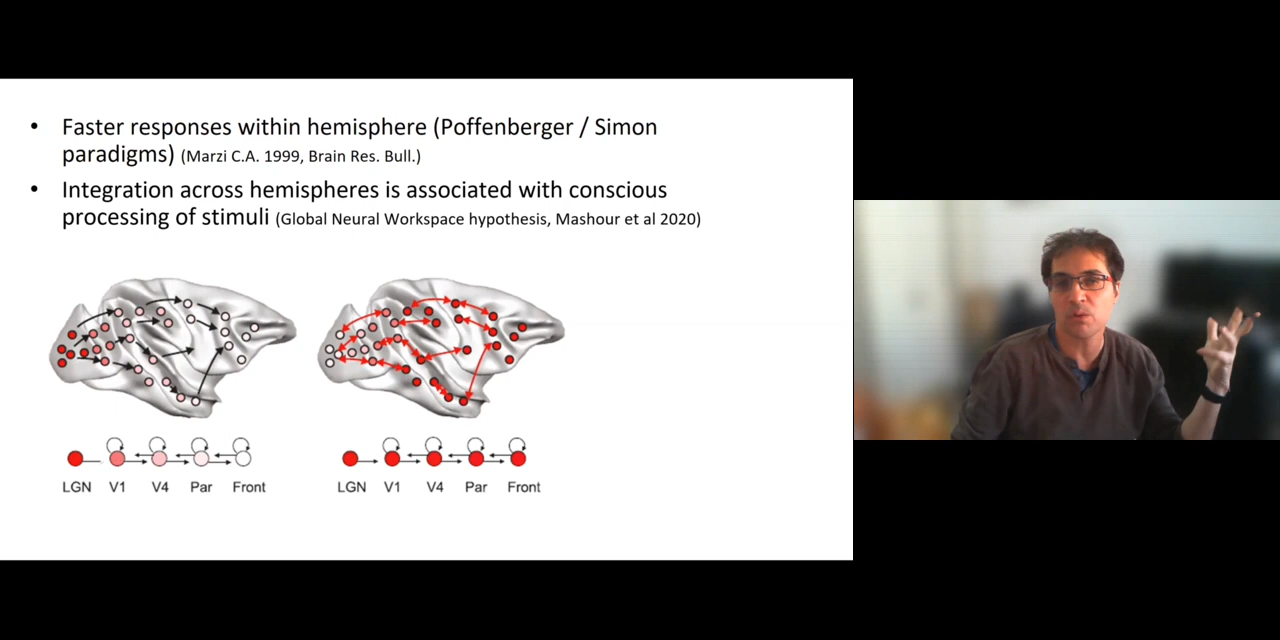 • Faster responses within hemisphere (Poffenberger / Simon
paradigms) (Marzi C.A. 1999, Brain Res. Bull.)
• Integration across hemispheres is associated with conscious
processing of stimuli (Global Neural Workspace hypothesis, Mashour et al 2020)
LGN V1 V4 Par Front
LGN V1 V4 Par Front